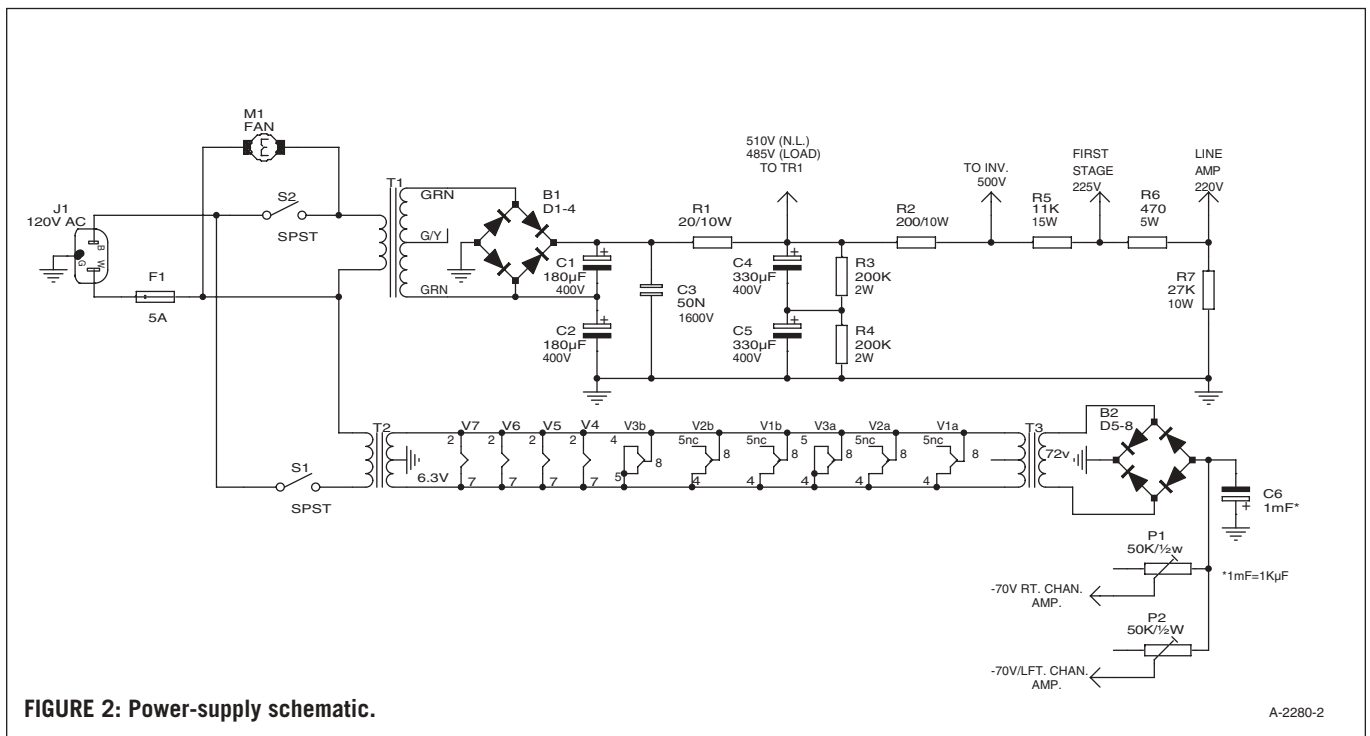 M1
FAN
J1
120V AC
B
W
G
F1
5A
S2
SPST
T1
GRN
G/Y
GRN
B1
D1-4
C1
180µF
400V
C2
180µF
400V
C3
50N
1600V
R1
20/10W
510V (N.L.)
485V (LOAD)
TO TR1
C4
330µF
400V
C5
330µF
400V
R3
200K
2W
R4
200K
2W
R2
200/10W
TO INV.
500V
R5
11K
15W
FIRST
STAGE
225V
R6
470
5W
LINE
AMP
220V
R7
27K
10W
S1
SPST
T2
6.3V
V7
2
7
V6
2
7
V5
2
7
V4
2
7
V3b
4
8
5
V2b
5nc
8
4
V1b
5nc
8
4
V3a
5
8
4
V2a
5nc
8
4
V1a
5nc
8
4
T3
72v
B2
D5-8
C6
1mF*
P1
50K/½w
*1mF=1KµF
-70V RT. CHAN.
AMP.
P2
50K/½W
-70V/LFT. CHAN.
AMP.
FIGURE 2: Power-supply schematic.
A-2280-2